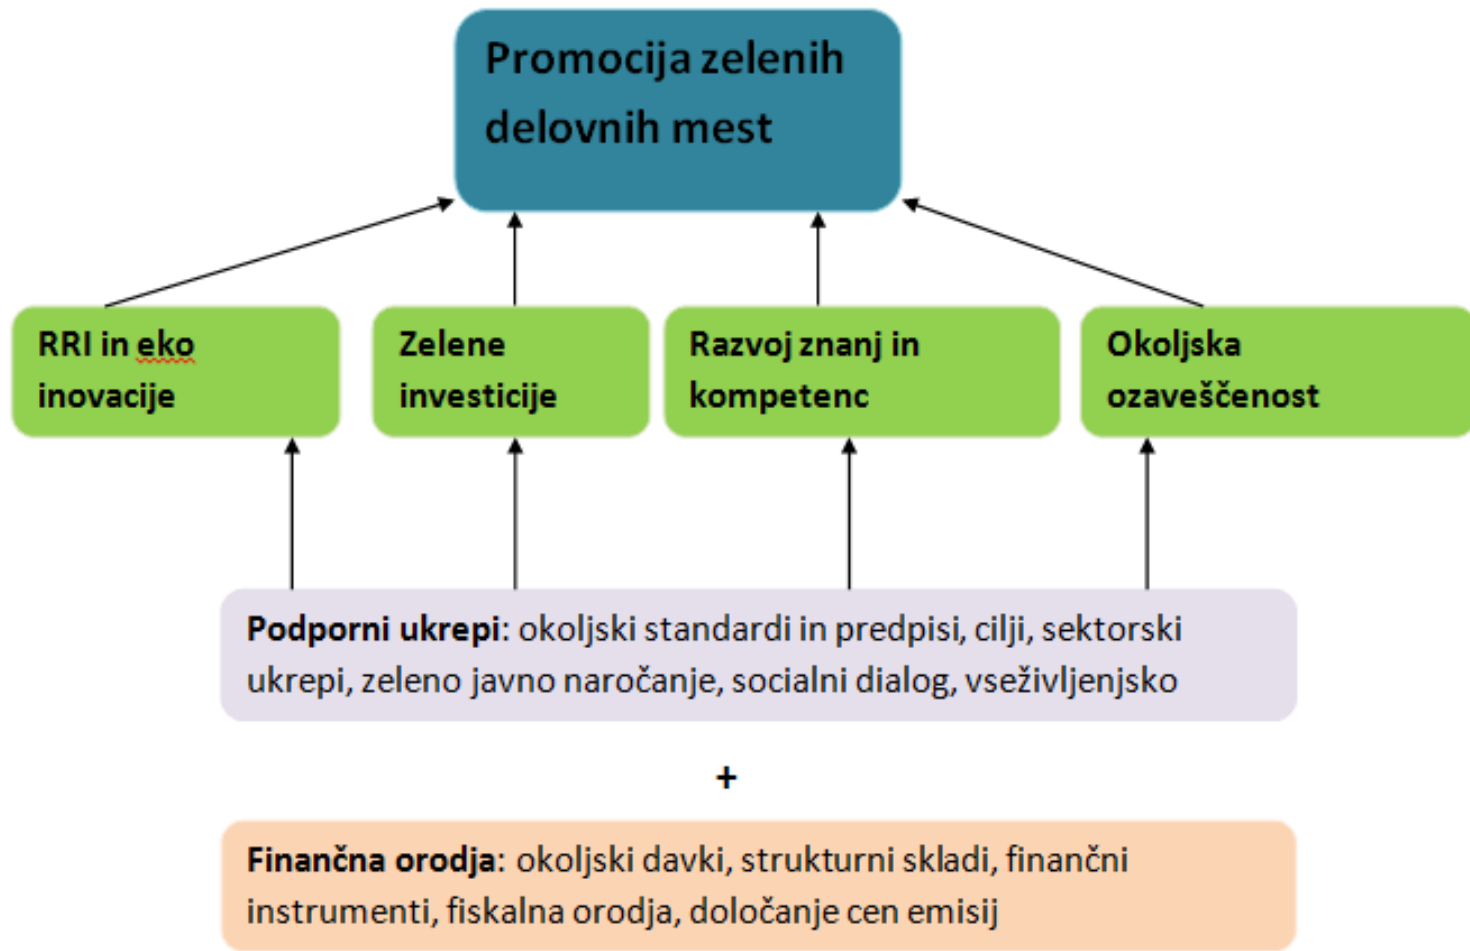 Promocija zelenih
delovnih mest
RRI in eko
inovacije
Zelene
investicije
Razvoj znanj in
kompetenc
Okoljska
ozaveščenost
Podporni ukrepi: okoljski standardi in predpisi, cilji, sektorski
ukrepi, zeleno javno naročanje, socialni dialog, vseživljenjsko
+
Finančna orodja: okoljski davki, strukturni skladi, finančni
instrumenti, fiskalna orodja, določanje cen emisij